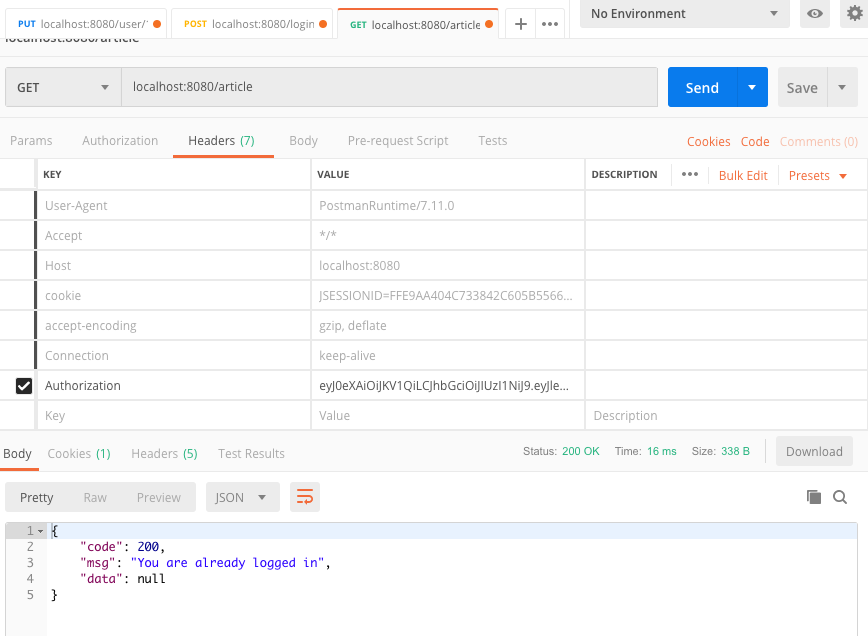 PUT localhost:8080/user/
POST localhost:8080/login
GET localhost:8080/article
No Environment
localhost:8080/article
GET localhost:8080/article Send Save
Params Authorization Headers (7) Body Pre-request Script Tests Cookies Code Comments (0)
KEY VALUE DESCRIPTION ••• Bulk Edit Presets
User-Agent PostmanRuntime/7.11.0
Accept */*
Host localhost:8080
cookie JSESSIONID=FFE9AA404C733842C605B5566...
accept-encoding gzip, deflate
Connection keep-alive
Authorization eyJ0eXAiOiJKV1QiLCJhbGciOiJIUzI1NiJ9.eyJle...
Key Value Description
Body Cookies (1) Headers (5) Test Results Status: 200 OK Time: 16 ms Size: 338 B Download
Pretty Raw Preview JSON
1 {
2 "code": 200,
3 "msg": "You are already logged in",
4 "data": null
5 }